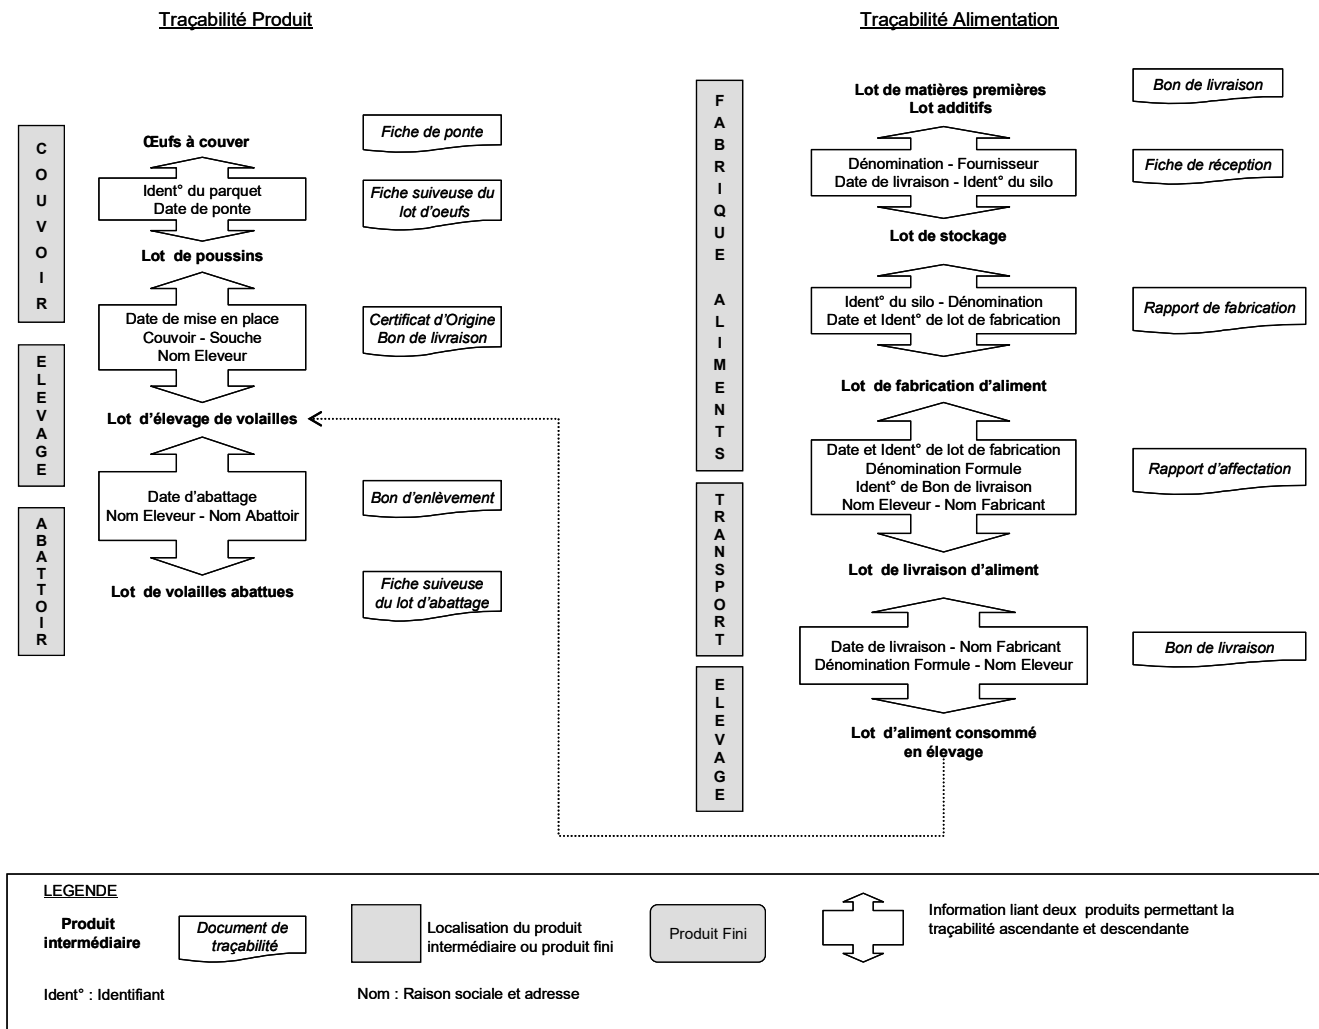 Traçabilité Produit
COUVOIR
Œufs à couver
Ident° du parquet
Date de ponte
Lot de poussins
Date de mise en place
Couvoir - Souche
Nom Eleveur
ELEVAGE
Lot d'élevage de volailles
Date d'abattage
Nom Eleveur - Nom Abattoir
ABATTOIR
Lot de volailles abattues
Fiche de ponte
Fiche suiveuse du
lot d'oeufs
Certificat d'Origine
Bon de livraison
Bon d'enlèvement
Fiche suiveuse
du lot d'abattage
Traçabilité Alimentation
FABRIQUE ALIMENTS
Lot de matières premières
Lot additifs
Dénomination - Fournisseur
Date de livraison - Ident° du silo
Lot de stockage
Ident° du silo - Dénomination
Date et Ident° de lot de fabrication
Lot de fabrication d'aliment
Date et Ident° de lot de fabrication
Dénomination Formule
Ident° de Bon de livraison
Nom Eleveur - Nom Fabricant
TRANSPORT
Lot de livraison d'aliment
Date de livraison - Nom Fabricant
Dénomination Formule - Nom Eleveur
ELEVAGE
Lot d'aliment consommé
en élevage
Bon de livraison
Fiche de réception
Rapport de fabrication
Rapport d'affectation
Bon de livraison
LEGENDE
Produit
intermédiaire
Document de
traçabilité
Localisation du produit
intermédiaire ou produit fini
Produit Fini
Information liant deux produits permettant la
traçabilité ascendante et descendante
Ident° : Identifiant
Nom : Raison sociale et adresse